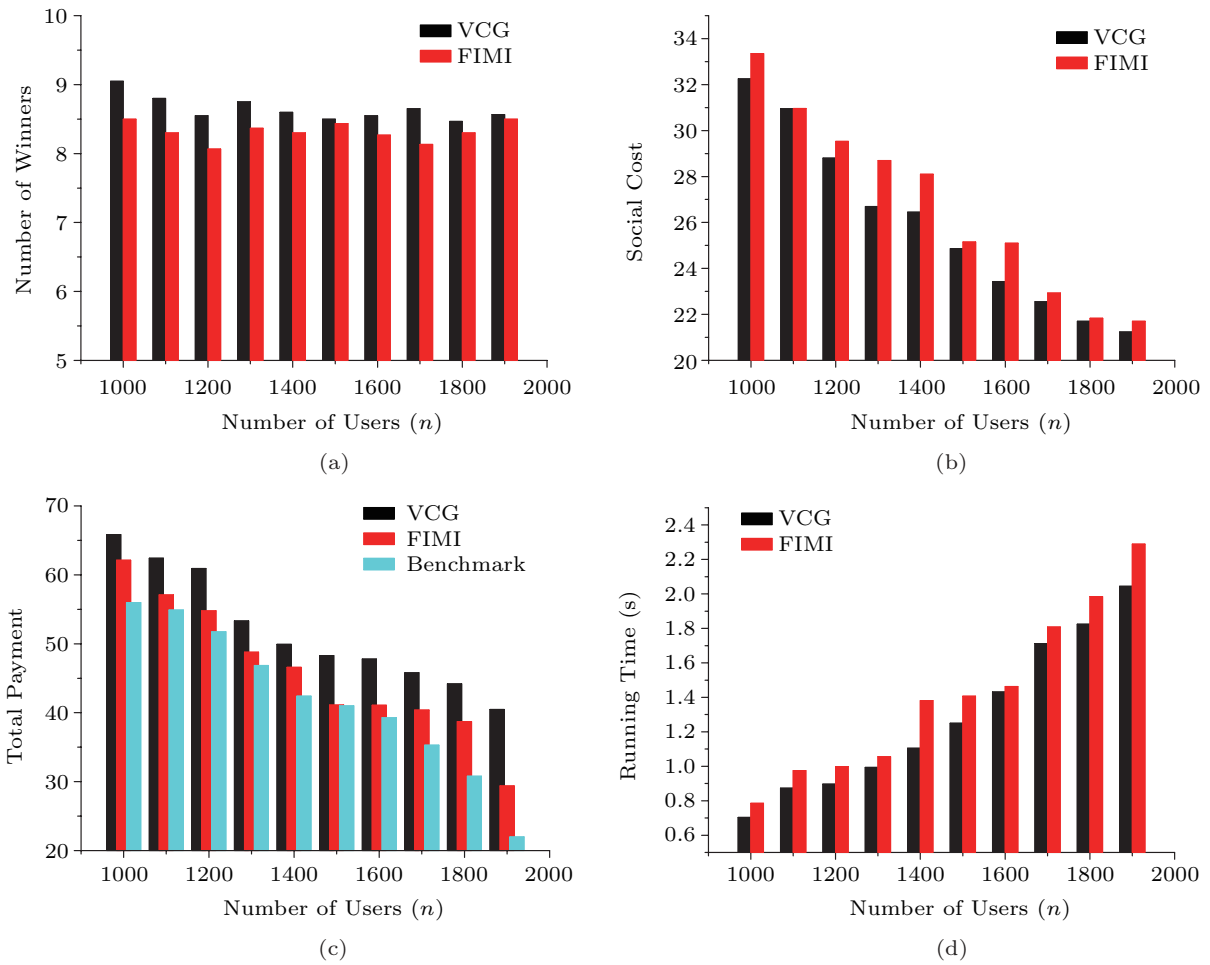 10
9
8
7
6
5
Number of Winners
VCG
FIMI
1000 1200 1400 1600 1800 2000
Number of Users (n)
(a)
34
32
30
28
26
24
22
20
Social Cost
VCG
FIMI
1000 1200 1400 1600 1800 2000
Number of Users (n)
(b)
70
60
50
40
30
20
Total Payment
VCG
FIMI
Benchmark
1000 1200 1400 1600 1800 2000
Number of Users (n)
(c)
2.4
2.2
2.0
1.8
1.6
1.4
1.2
1.0
0.8
0.6
Running Time (s)
VCG
FIMI
1000 1200 1400 1600 1800 2000
Number of Users (n)
(d)